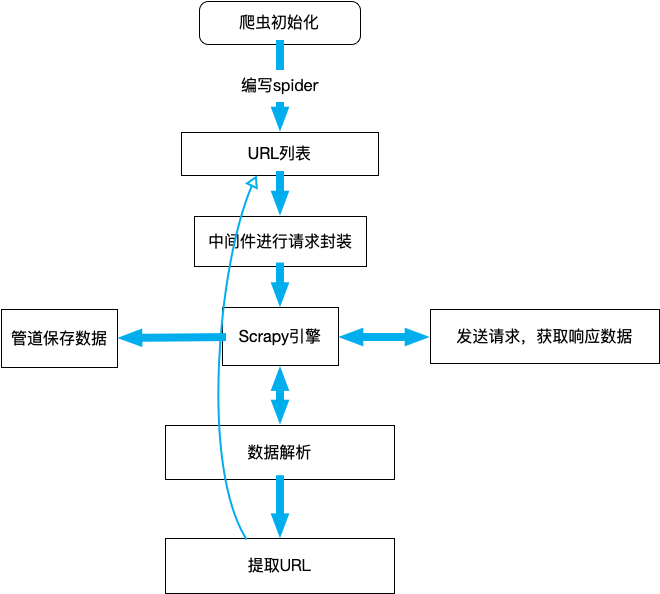 爬虫初始化
编写spider
URL列表
中间件进行请求封装
管道保存数据
Scrapy引擎
发送请求，获取响应数据
数据解析
提取URL